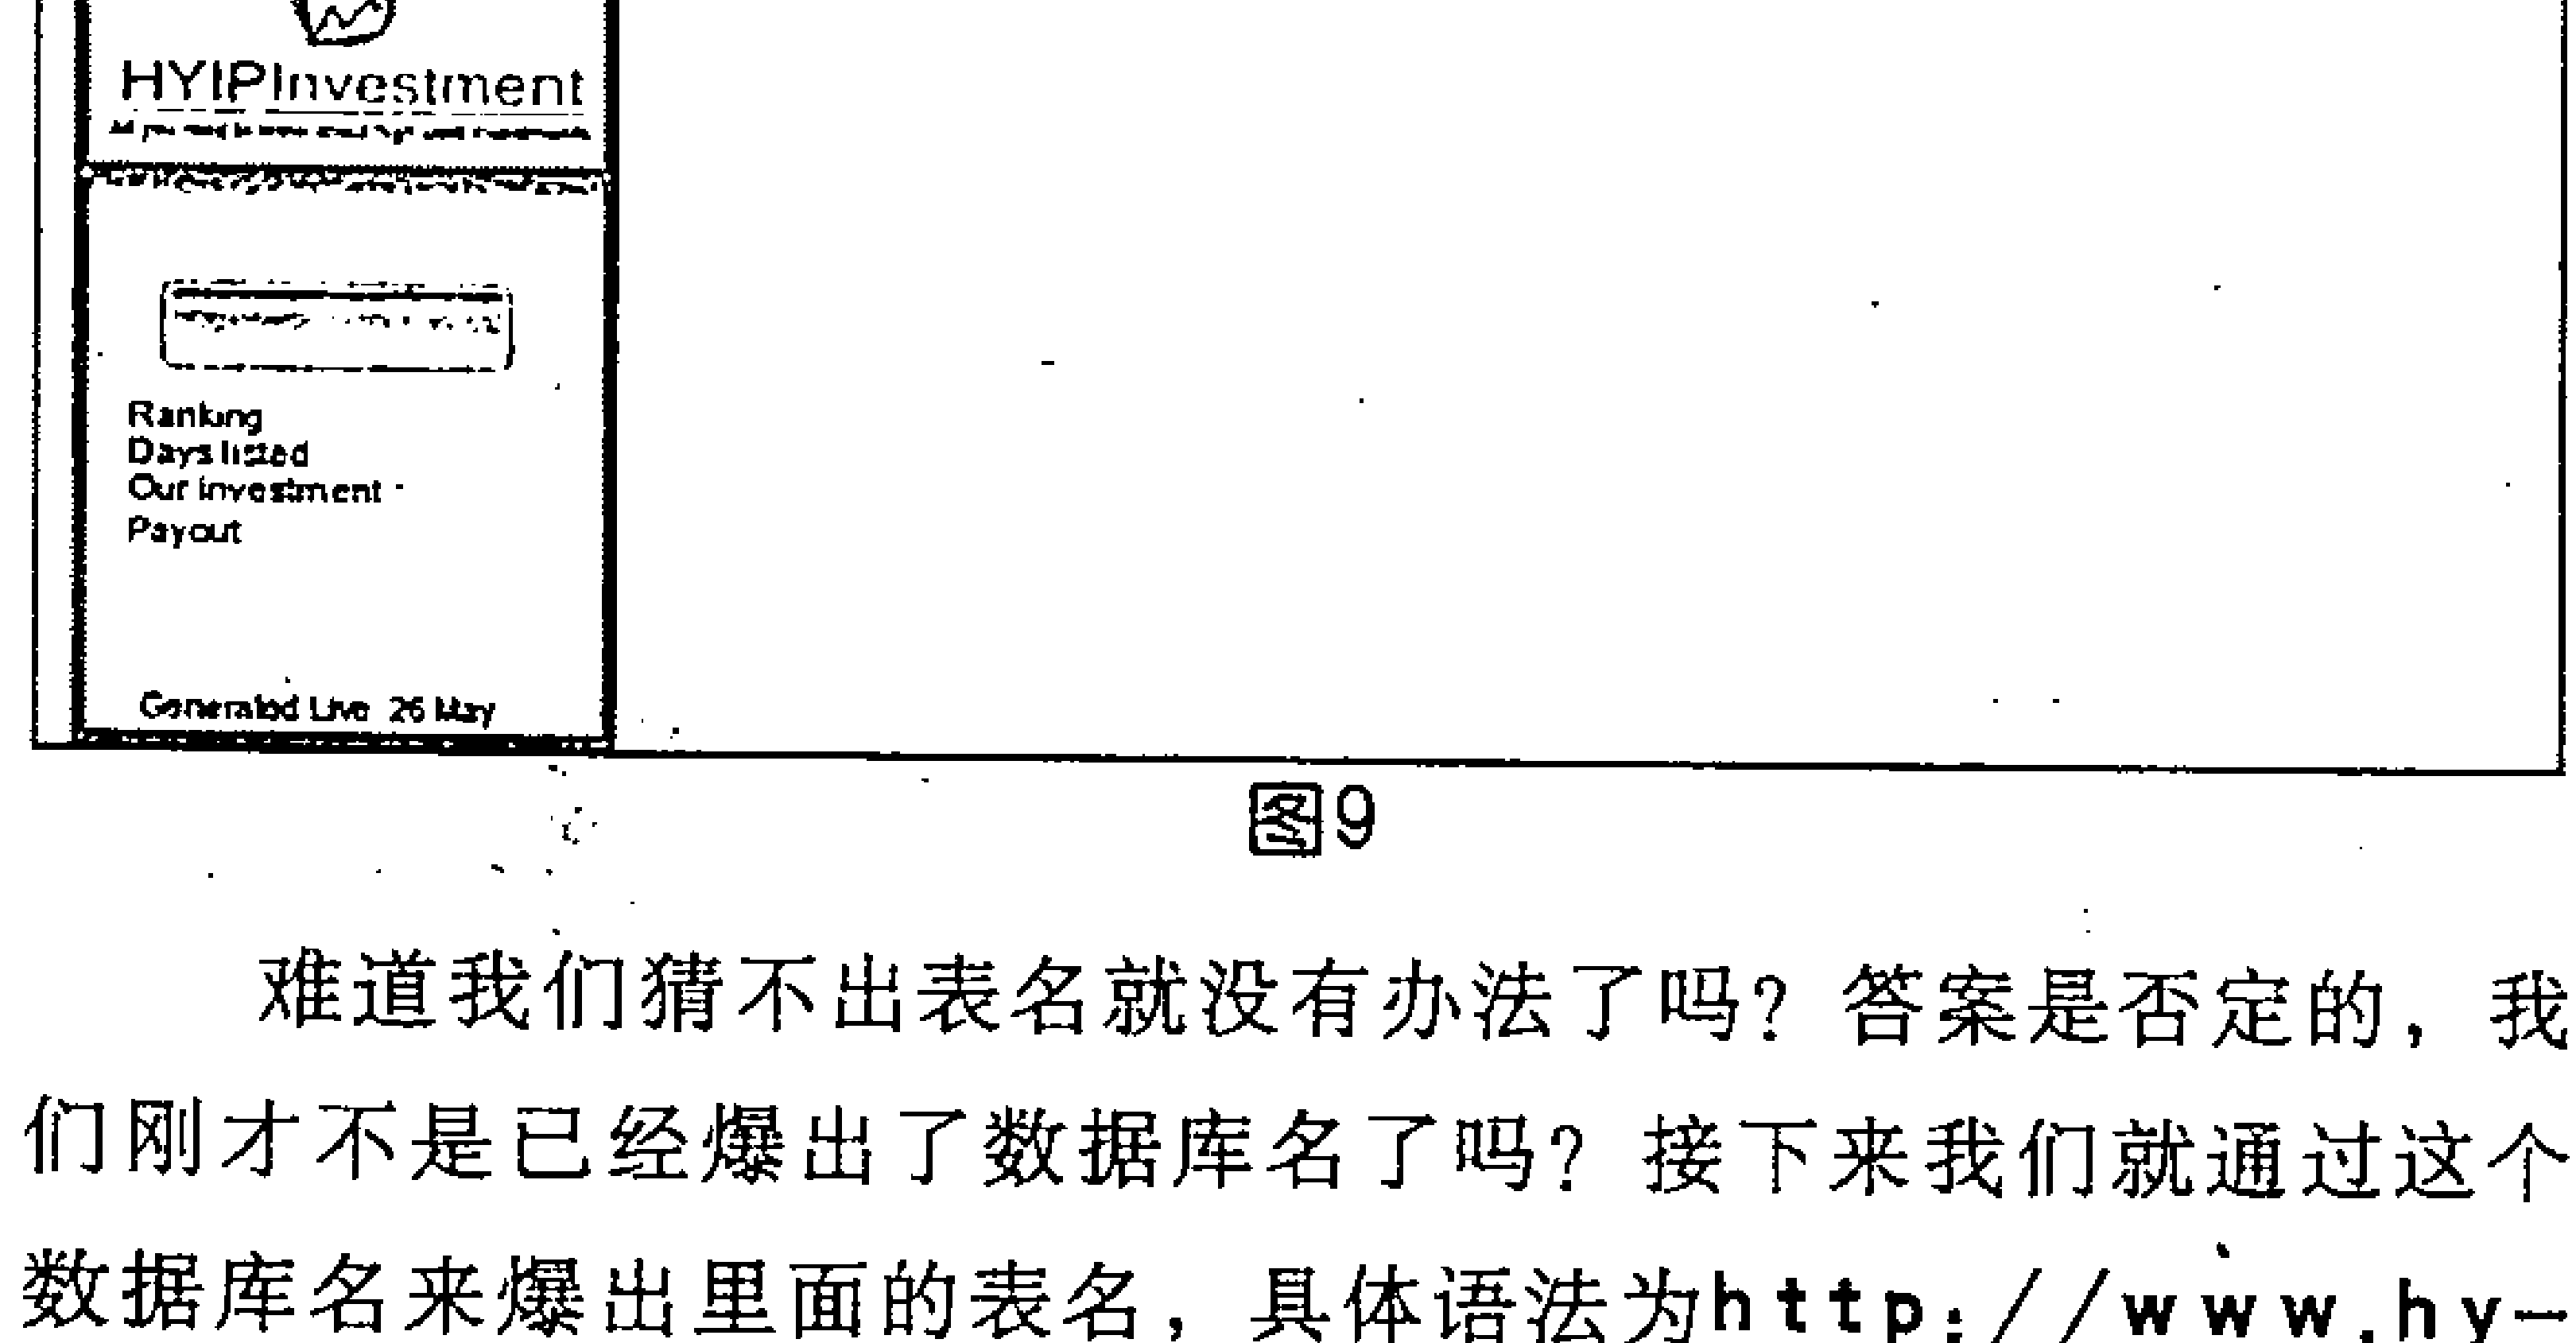 HYIPInvestment
Ranking
Days listed
Our investment
Payout
Generated Live 26 May
图9
难道我们猜不出表名就没有办法了吗？答案是否定的，我
们刚才不是已经爆出了数据库名了吗？接下来我们就通过这个
数据库名来爆出里面的表名，具体语法为http://www.hy-